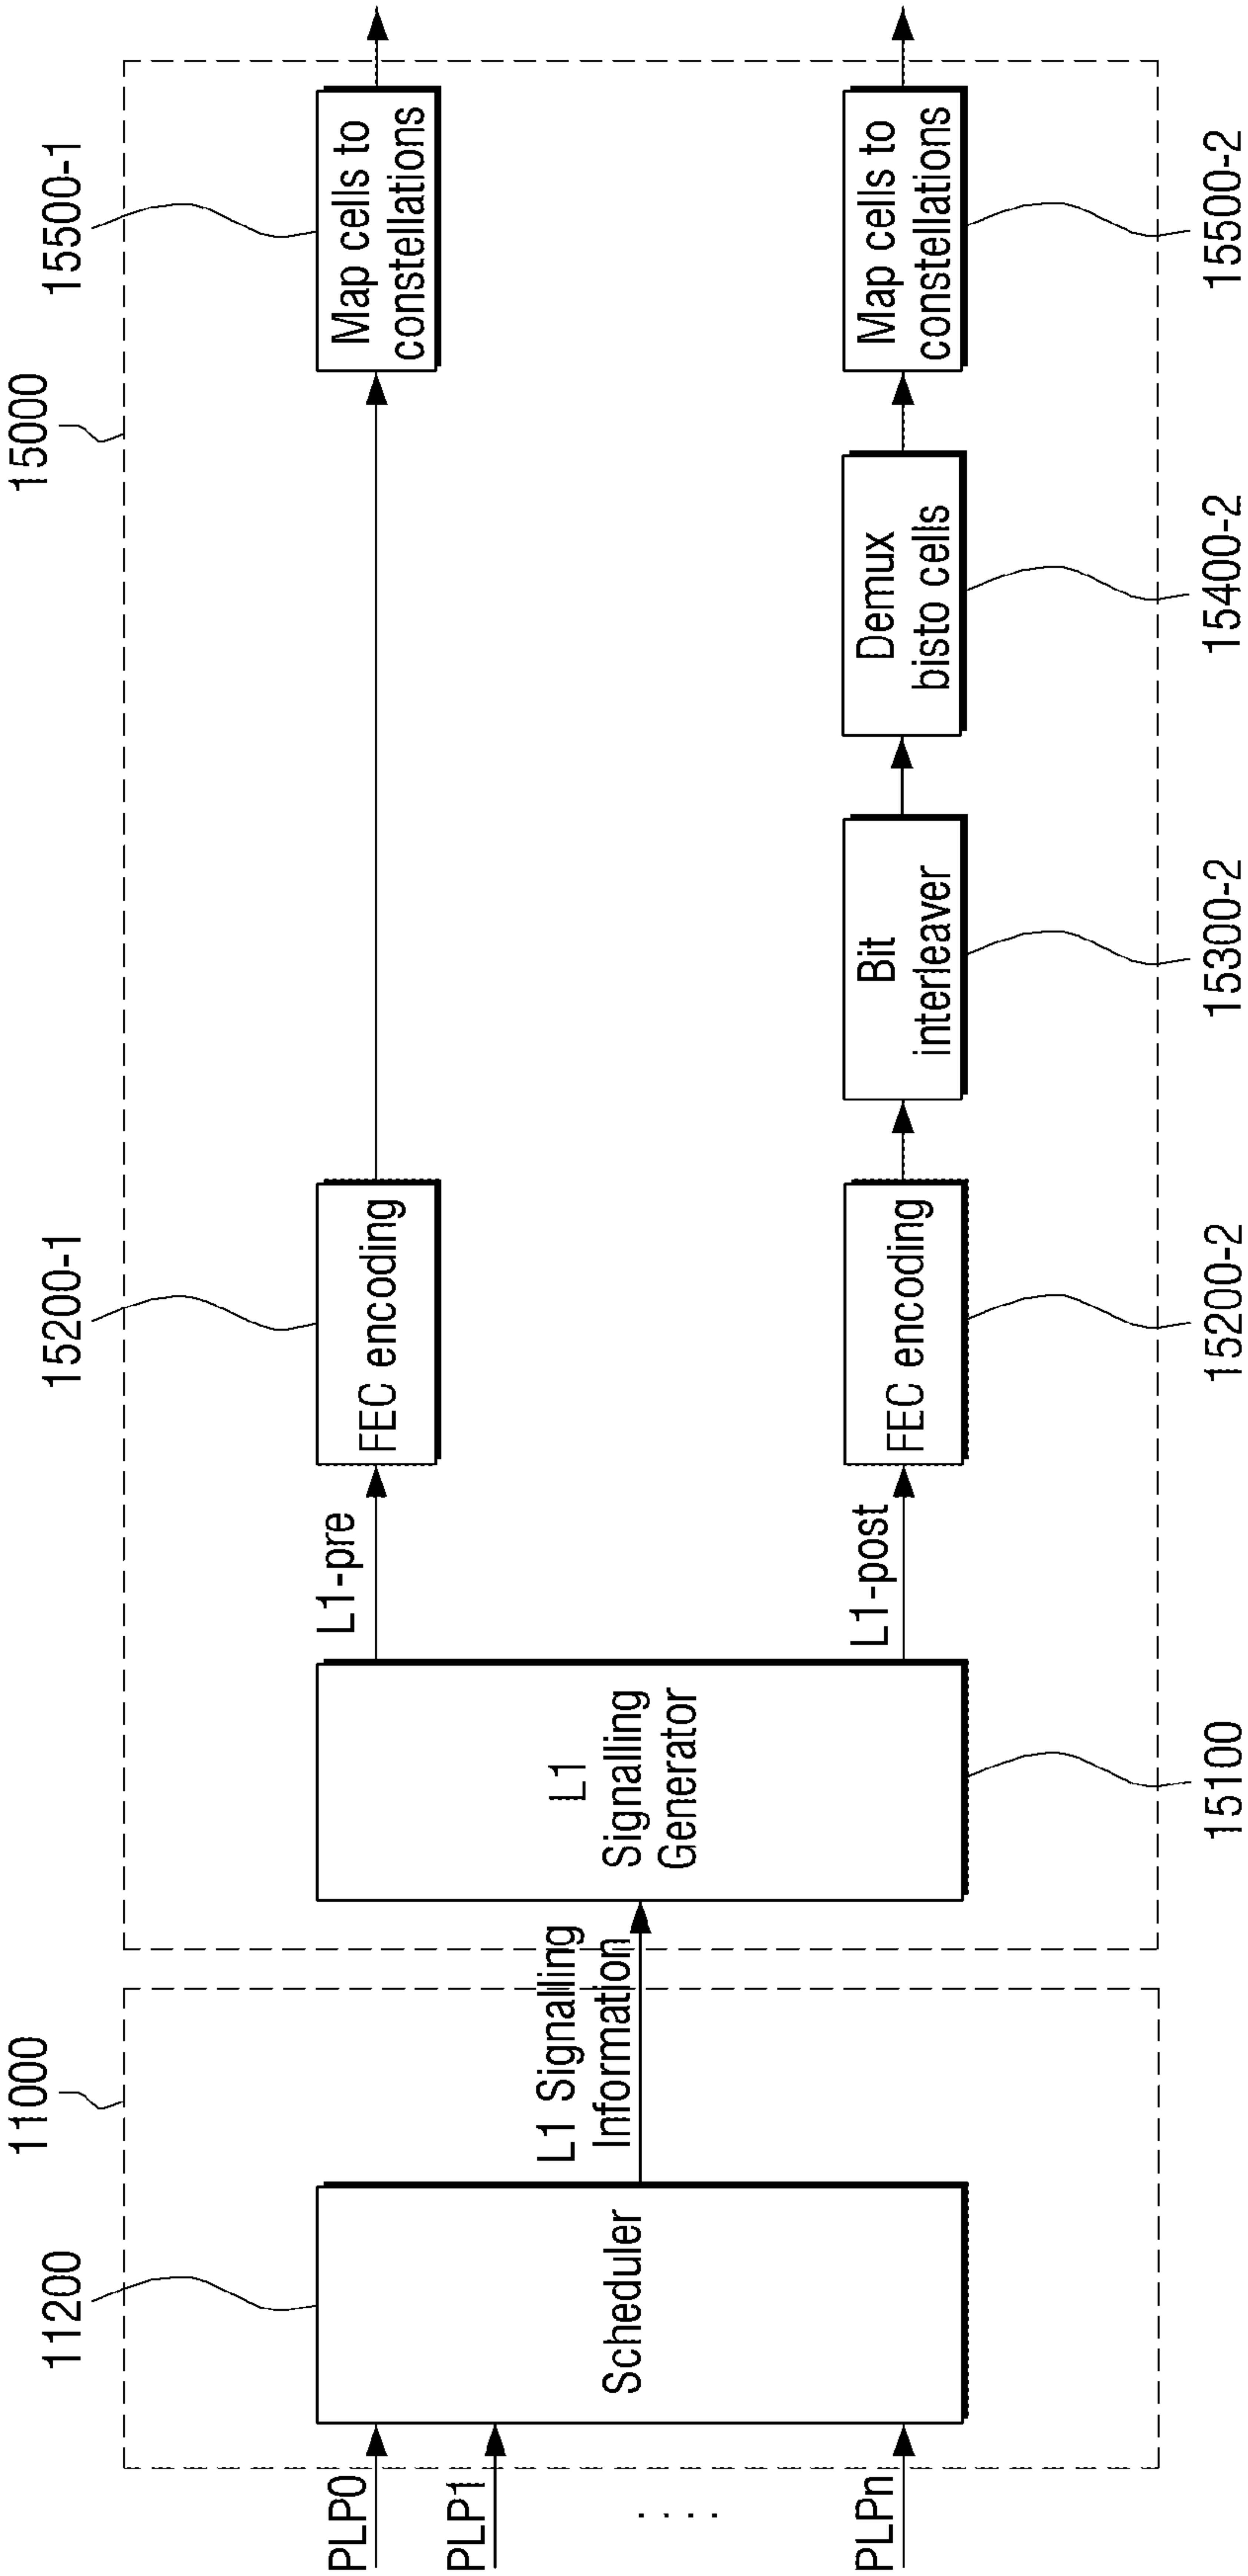 11000
15000
11200
15200-1
15500-1
PLP0
PLP1
. . . .
PLPn
Scheduler
L1 Signalling
Information
L1
Signalling
Generator
L1-pre
FEC encoding
Map cells to
constellations
L1-post
FEC encoding
Bit
interleaver
Demux
bisto cells
Map cells to
constellations
15100
15200-2
15300-2
15400-2
15500-2